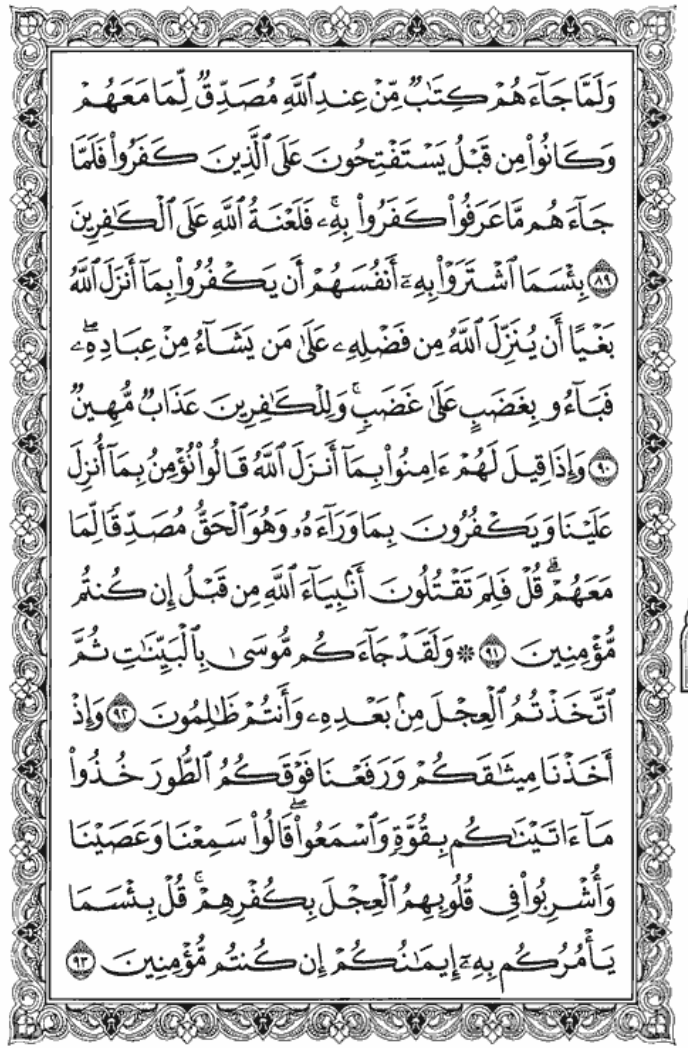 وَلَمَّا جَآءَهُمْ كِتَٰبٌ مِّنْ عِندِ ٱللَّهِ مُصَدِّقٌ لِّمَا مَعَهُمْ
وَكَانُوا۟ مِن قَبْلُ يَسْتَفْتِحُونَ عَلَى ٱلَّذِينَ كَفَرُوا۟ فَلَمَّا
جَآءَهُم مَّا عَرَفُوا۟ كَفَرُوا۟ بِهِۦۚ فَلَعْنَةُ ٱللَّهِ عَلَى ٱلْكَٰفِرِينَ
٨٩ بِئْسَمَا ٱشْتَرَوْا۟ بِهِۦٓ أَنفُسَهُمْ أَن يَكْفُرُوا۟ بِمَآ أَنزَلَ ٱللَّهُ
بَغْيًا أَن يُنَزِّلَ ٱللَّهُ مِن فَضْلِهِۦ عَلَىٰ مَن يَشَآءُ مِنْ عِبَادِهِۦۖ
فَبَآءُو بِغَضَبٍ عَلَىٰ غَضَبٍۚ وَلِلْكَٰفِرِينَ عَذَابٌ مُّهِينٌ
٩٠ وَإِذَا قِيلَ لَهُمْ ءَامِنُوا۟ بِمَآ أَنزَلَ ٱللَّهُ قَالُوا۟ نُؤْمِنُ بِمَآ أُنزِلَ
عَلَيْنَا وَيَكْفُرُونَ بِمَا وَرَآءَهُۥ وَهُوَ ٱلْحَقُّ مُصَدِّقًا لِّمَا
مَعَهُمْۗ قُلْ فَلِمَ تَقْتُلُونَ أَنۢبِيَآءَ ٱللَّهِ مِن قَبْلُ إِن كُنتُم
مُّؤْمِنِينَ ٩١ ۞ وَلَقَدْ جَآءَكُم مُّوسَىٰ بِٱلْبَيِّنَٰتِ ثُمَّ
ٱتَّخَذْتُمُ ٱلْعِجْلَ مِنۢ بَعْدِهِۦ وَأَنتُمْ ظَٰلِمُونَ ٩٢ وَإِذْ
أَخَذْنَا مِيثَٰقَكُمْ وَرَفَعْنَا فَوْقَكُمُ ٱلطُّورَ خُذُوا۟
مَآ ءَاتَيْنَٰكُم بِقُوَّةٍ وَٱسْمَعُوا۟ۖ قَالُوا۟ سَمِعْنَا وَعَصَيْنَا
وَأُشْرِبُوا۟ فِى قُلُوبِهِمُ ٱلْعِجْلَ بِكُفْرِهِمْۚ قُلْ بِئْسَمَا
يَأْمُرُكُم بِهِۦٓ إِيمَٰنُكُمْ إِن كُنتُم مُّؤْمِنِينَ ٩٣